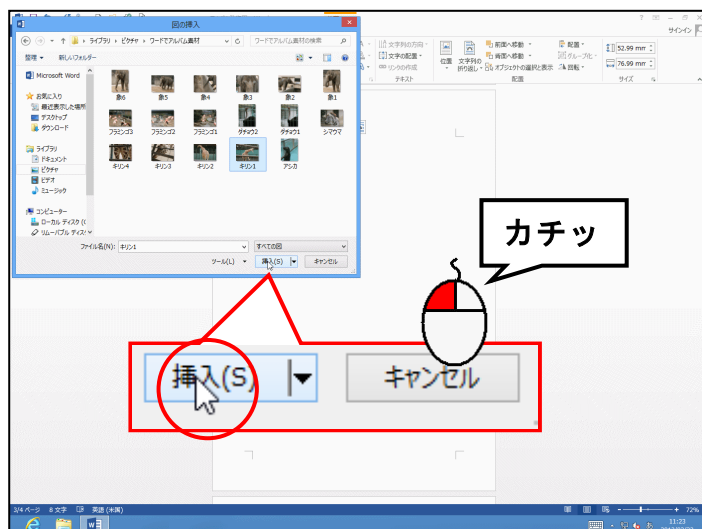 図の挿入
サインイン
ライブラリ ▸ ピクチャ ▸ ワードでアルバム素材
ワードでアルバム素材の検索
整理 ▾ 新しいフォルダー
Microsoft Word
お気に入り
最近表示した場所
デスクトップ
ダウンロード
ライブラリ
ドキュメント
ピクチャ
ビデオ
ミュージック
コンピューター
ローカル ディスク (C
リムーバブル ディス
象6 象5 象4 象3 象2 象1
フラミンゴ3 フラミンゴ2 フラミンゴ1 ダチョウ2 ダチョウ1 シマウマ
キリン4 キリン3 キリン2 キリン1 アシカ
ファイル名(N): キリン1 すべての図
ツール(L) ▾ 挿入(S) キャンセル
文字列の方向
文字の配置
リンクの作成
テキスト
位置
文字列の
折り返し
前面へ移動
背面へ移動
オブジェクトの選択と表示
配置
グループ化
回転
配置
52.99 mm
76.99 mm
サイズ
カチッ
挿入(S) キャンセル
3/4 ページ 8 文字 英語 (米国) 72%
あ 11:23